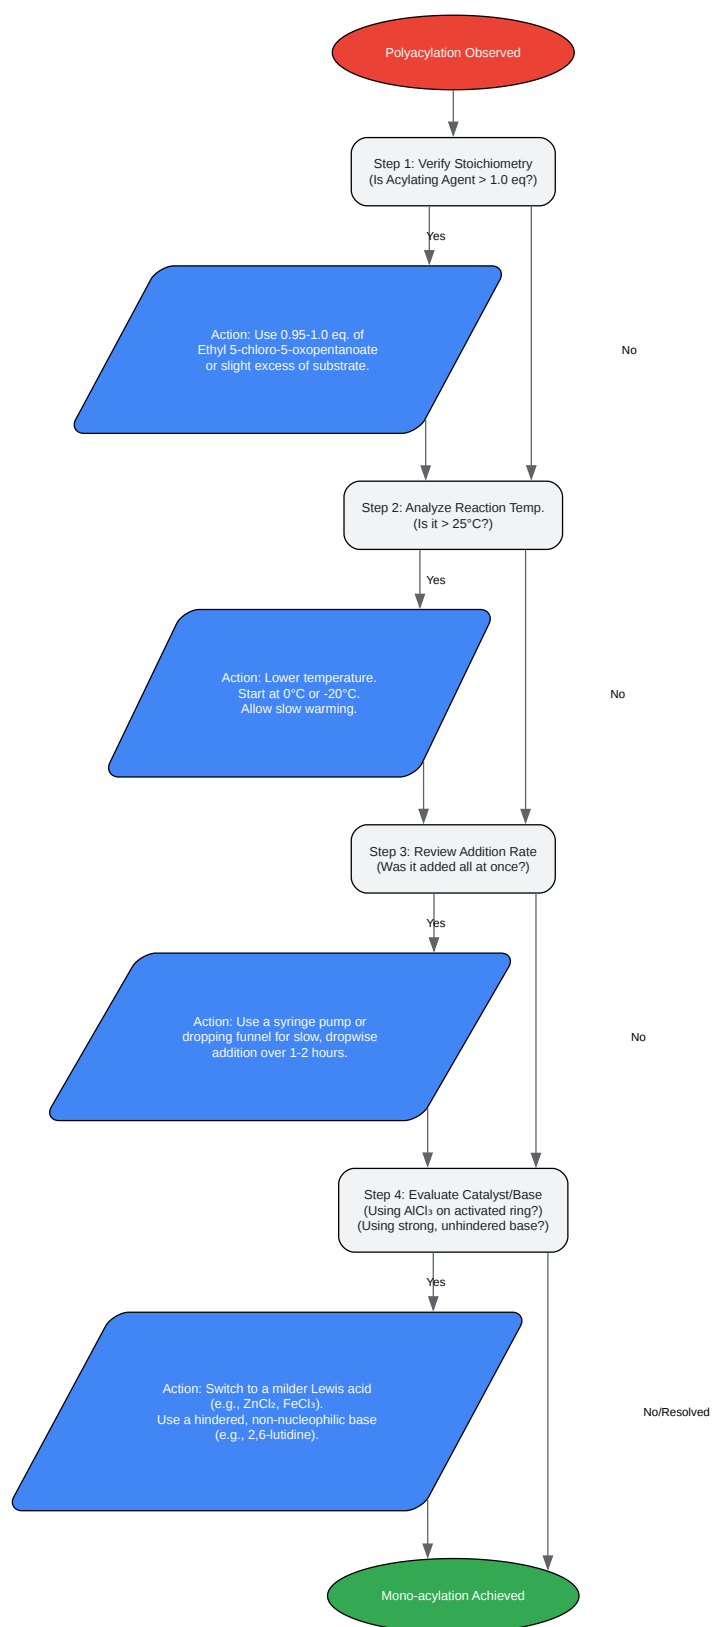 Polyacylation Observed
Step 1: Verify Stoichiometry
(Is Acylating Agent > 1.0 eq?)
Yes
Action: Use 0.95-1.0 eq. of
Ethyl 5-chloro-5-oxopentanoate
or slight excess of substrate.
No
Step 2: Analyze Reaction Temp.
(Is it > 25°C?)
Yes
Action: Lower temperature.
Start at 0°C or -20°C.
Allow slow warming.
No
Step 3: Review Addition Rate
(Was it added all at once?)
Yes
Action: Use a syringe pump or
dropping funnel for slow, dropwise
addition over 1-2 hours.
No
Step 4: Evaluate Catalyst/Base
(Using AlCl₃ on activated ring?)
(Using strong, unhindered base?)
Yes
Action: Switch to a milder Lewis acid
(e.g., ZnCl₂, FeCl₃).
Use a hindered, non-nucleophilic base
(e.g., 2,6-lutidine).
No/Resolved
Mono-acylation Achieved